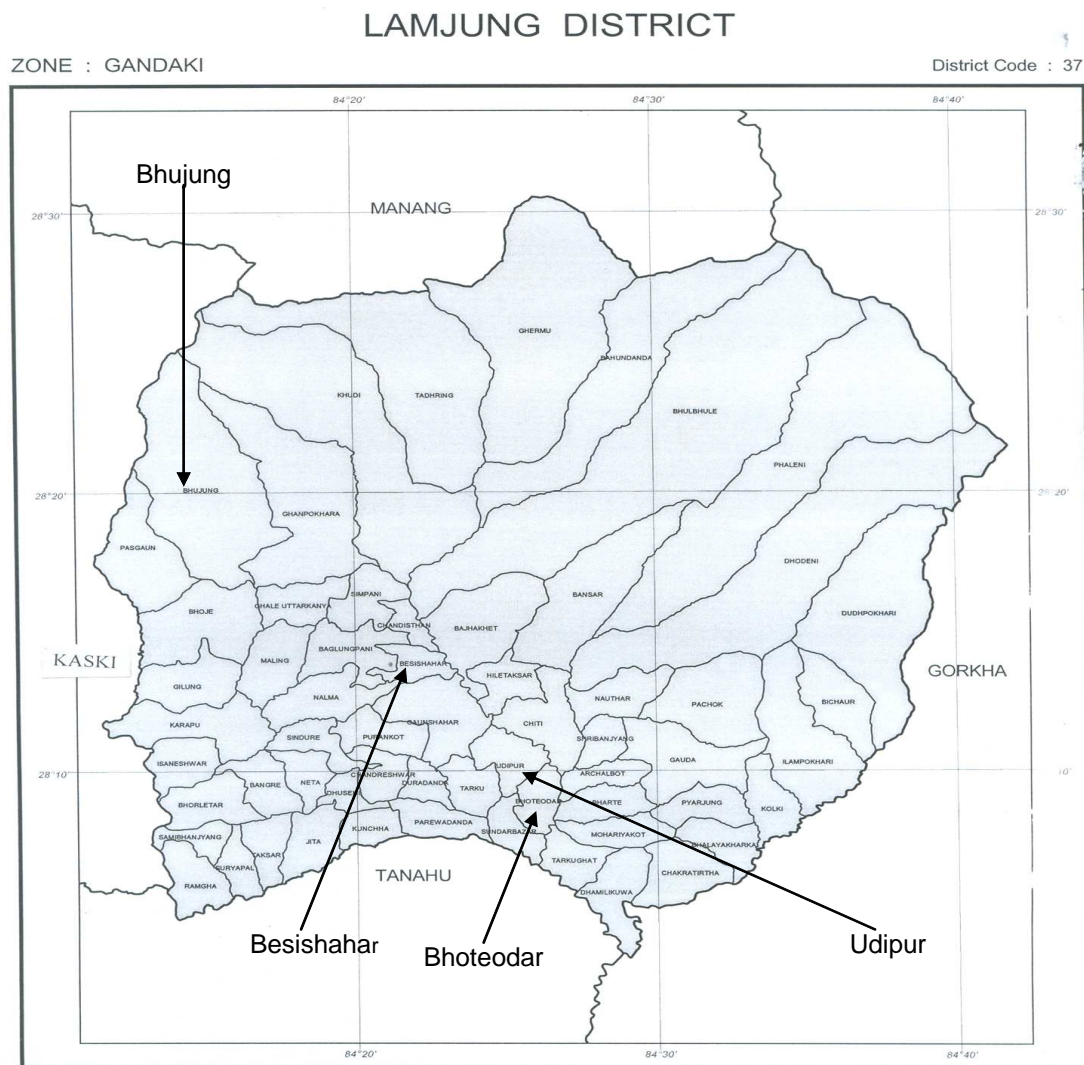 LAMJUNG DISTRICT
ZONE : GANDAKI
District Code : 37
84°20'
84°30'
84°40'
Bhujung
28°30'
MANANG
28°30'
GHERMU
BAHUNDANDA
KHUDI
TADHRING
BHULBHULE
PHALENI
28°20'
BHUJUNG
28°20'
GHANPOKHARA
PASGAUN
DHODENI
SIMPANI
BANSAR
GHALE UTTARKANYA
BHOJE
DUDHPOKHARI
CHANDISTHAN
BAJHAKHET
BAGLUNGPANI
KASKI
MALING
BESISHAHAR
GORKHA
HILETAKSAR
GILUNG
NALMA
NAUTHAR
PACHOK
BICHAUR
KARAPU
GAUNSHAHAR
CHITI
SINDURE
PURANKOT
SHRIBANJYANG
GAUDA
ILAMPOKHARI
ISANESHWAR
UDIPUR
28°10'
CHANDRESHWAR
ARCHALBOT
10'
BANGRE
NETA
DURADANDA
TARKU
DHUSENI
BHORLETAR
BHOTEODAR
BHARTE
PYARJUNG
KOLKI
PAREWADANDA
KUNCHHA
SUNDARBAZAR
MOHARIYAKOT
SAMIBHANJYANG
JITA
BHALAYAKHARKA
TAKSAR
TARKUGHAT
SURYAPAL
CHAKRATIRTHA
RAMGHA
TANAHU
DHAMILIKUWA
Besishahar
Bhoteodar
Udipur
84°20'
84°30'
84°40'